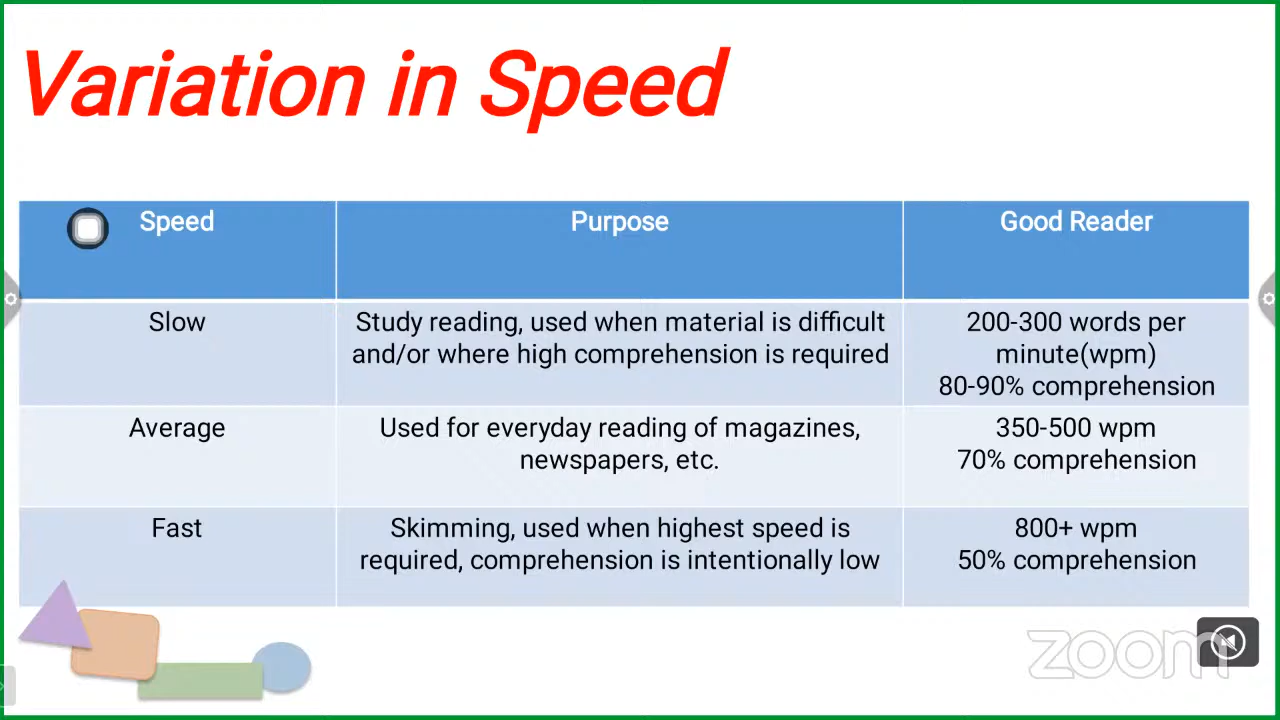 Variation in Speed
Speed
Purpose
Good Reader
Slow
Study reading, used when material is difficult
and/or where high comprehension is required
200-300 words per
minute(wpm)
80-90% comprehension
Average
Used for everyday reading of magazines,
newspapers, etc.
350-500 wpm
70% comprehension
Fast
Skimming, used when highest speed is
required, comprehension is intentionally low
800+ wpm
50% comprehension
zoom